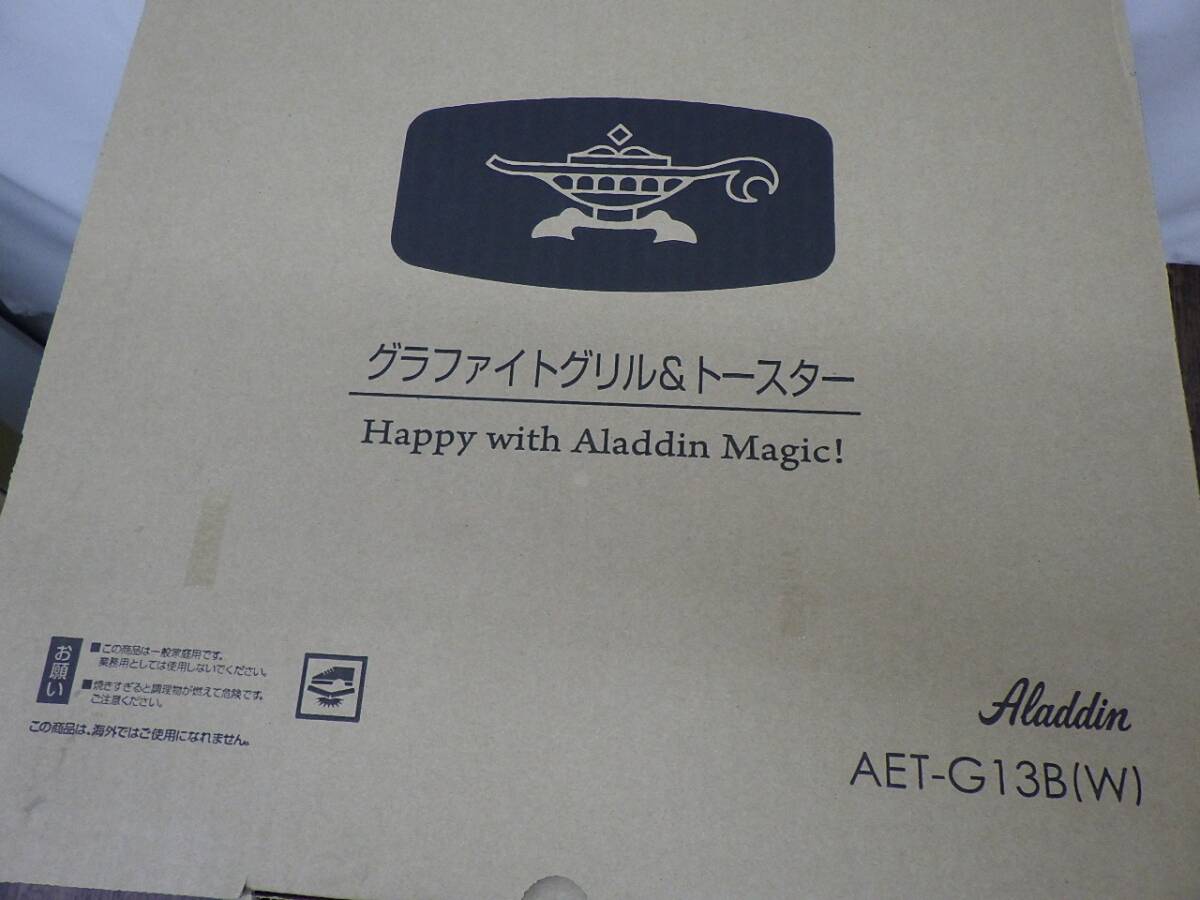 グラファイトグリル&トースター
Happy with Aladdin Magic!
お願い
■この商品は一般家庭用です。
業務用としては使用しないでください。
■焼きすぎると調理物が燃えて危険です。
ご注意ください。
この商品は、海外ではご使用になれません。
Aladdin
AET-G13B(W)